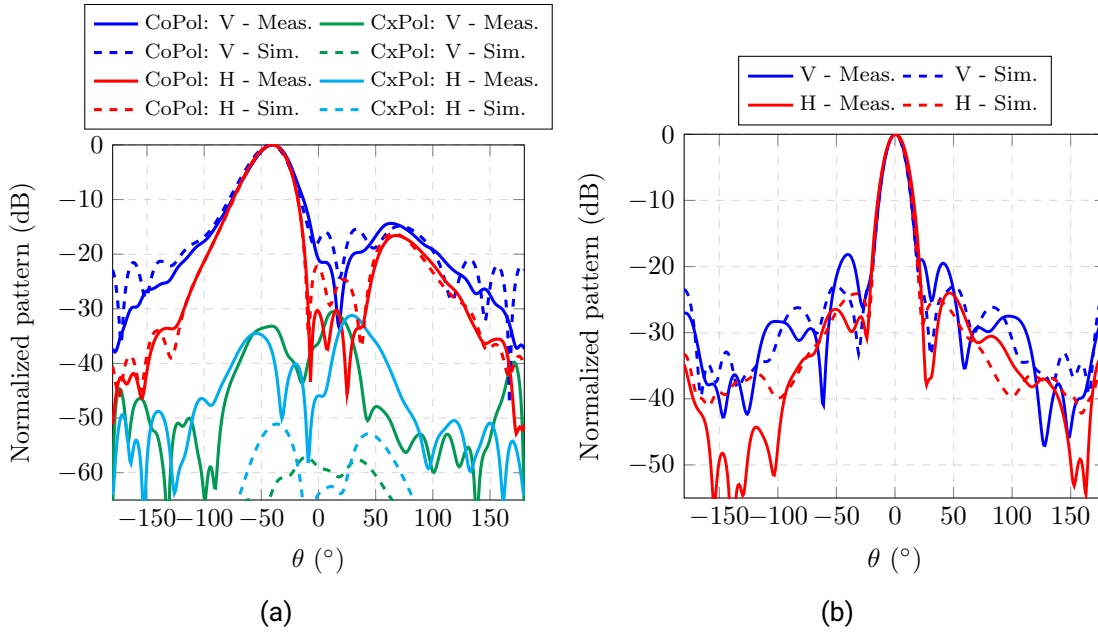 CoPol: V - Meas. CxPol: V - Meas.
CoPol: V - Sim. CxPol: V - Sim.
CoPol: H - Meas. CxPol: H - Meas.
CoPol: H - Sim. CxPol: H - Sim.
0
−10
−20
−30
−40
−50
−60
Normalized pattern (dB)
−150 −100 −50 0 50 100 150
θ (°)
(a)
V - Meas. V - Sim.
H - Meas. H - Sim.
0
−10
−20
−30
−40
−50
Normalized pattern (dB)
−150 −100 −50 0 50 100 150
θ (°)
(b)